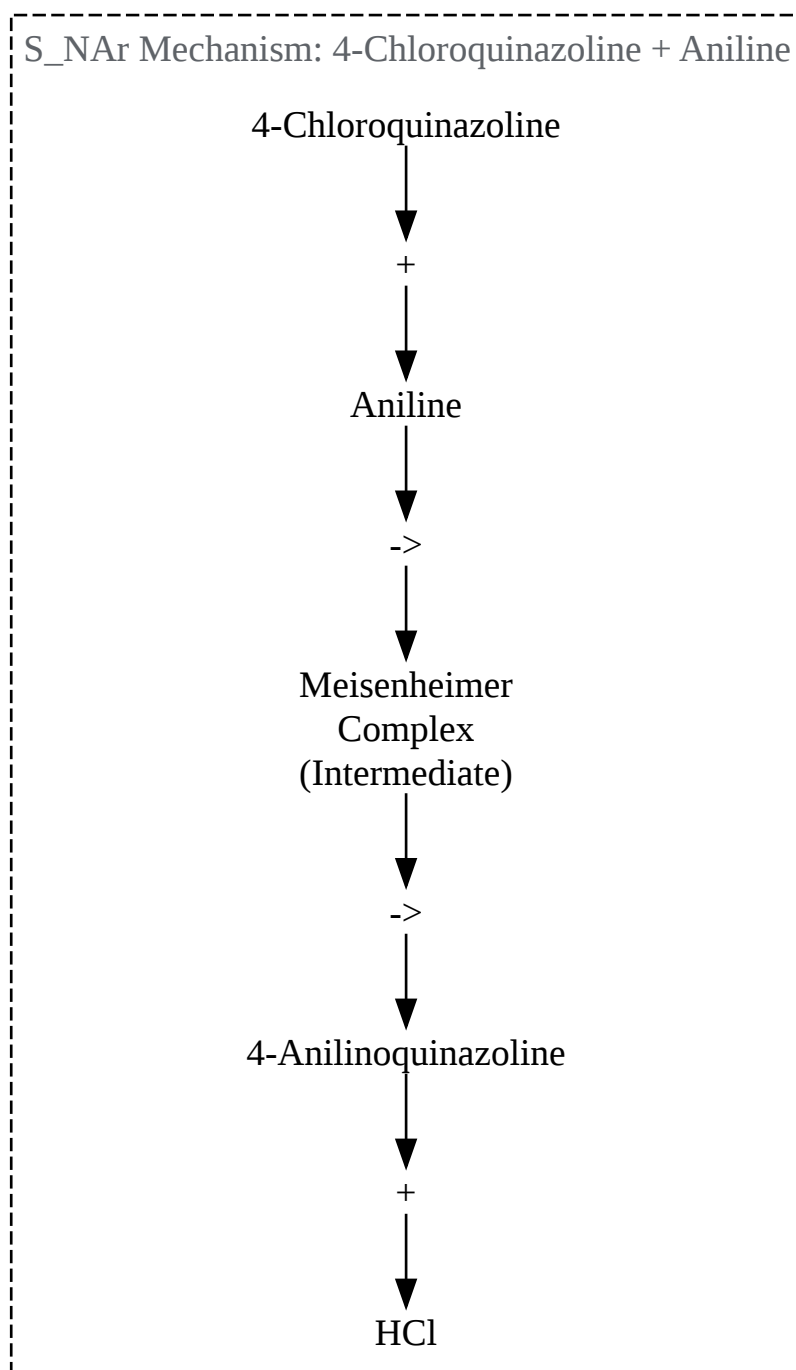 S_NAr Mechanism: 4-Chloroquinazoline + Aniline
4-Chloroquinazoline
+
Aniline
->
Meisenheimer
Complex
(Intermediate)
->
4-Anilinoquinazoline
+
HCl